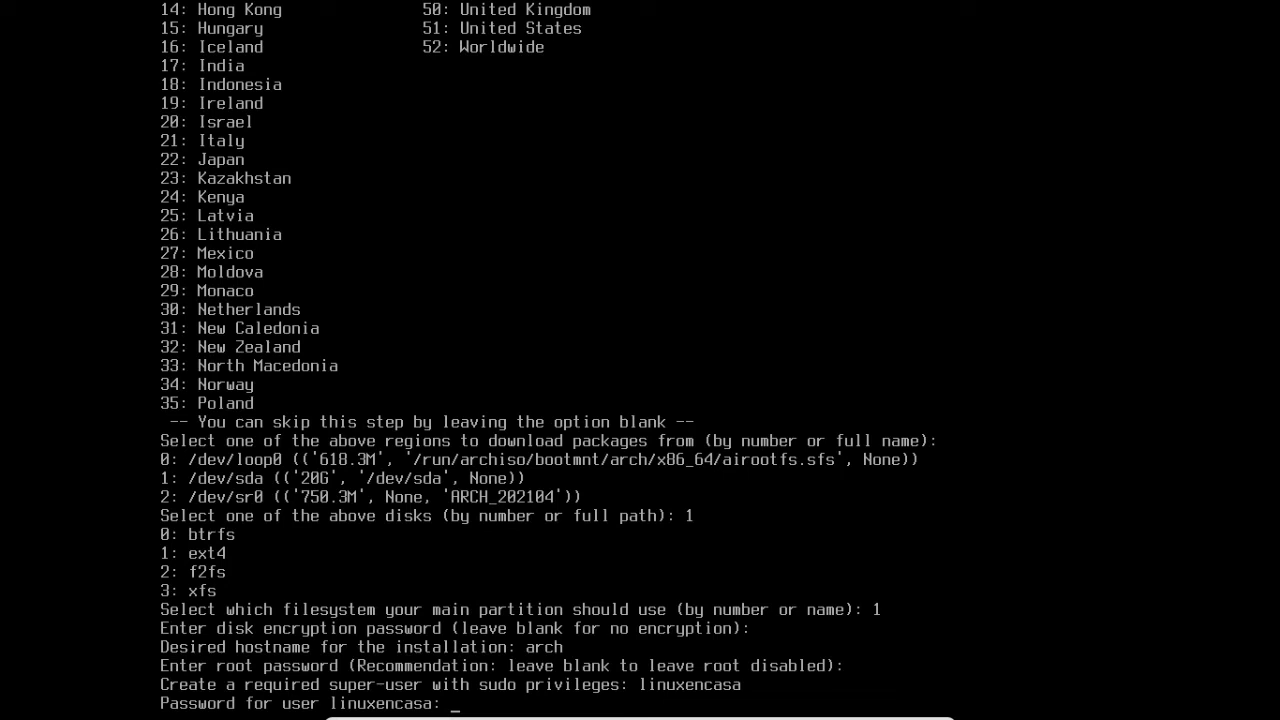 14: Hong Kong 50: United Kingdom
15: Hungary 51: United States
16: Iceland 52: Worldwide
17: India
18: Indonesia
19: Ireland
20: Israel
21: Italy
22: Japan
23: Kazakhstan
24: Kenya
25: Latvia
26: Lithuania
27: Mexico
28: Moldova
29: Monaco
30: Netherlands
31: New Caledonia
32: New Zealand
33: North Macedonia
34: Norway
35: Poland
-- You can skip this step by leaving the option blank --
Select one of the above regions to download packages from (by number or full name):
0: /dev/loop0 (('618.3M', '/run/archiso/bootmnt/arch/x86_64/airootfs.sfs', None))
1: /dev/sda (('20G', '/dev/sda', None))
2: /dev/sr0 (('750.3M', None, 'ARCH_202104'))
Select one of the above disks (by number or full path): 1
0: btrfs
1: ext4
2: f2fs
3: xfs
Select which filesystem your main partition should use (by number or name): 1
Enter disk encryption password (leave blank for no encryption):
Desired hostname for the installation: arch
Enter root password (Recommendation: leave blank to leave root disabled):
Create a required super-user with sudo privileges: linuxencasa
Password for user linuxencasa: _